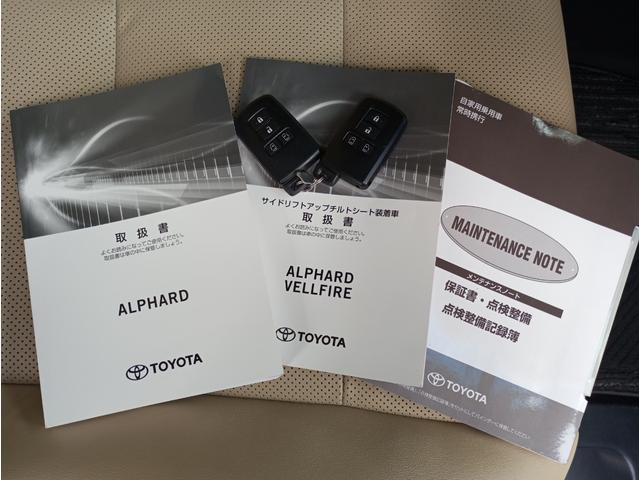 取扱書
よくお読みになってご使用ください。
取扱書は車の中に保管しましょう。
ALPHARD
TOYOTA
サイドリフトアップチルトシート装着車
取扱書
よくお読みになってご使用ください。
取扱書は車の中に保管しましょう。
ALPHARD
VELLFIRE
TOYOTA
自家用乗用車
常時携行
MAINTENANCE NOTE
メンテナンスノート
保証書・点検整備
点検整備記録簿
TOYOTA